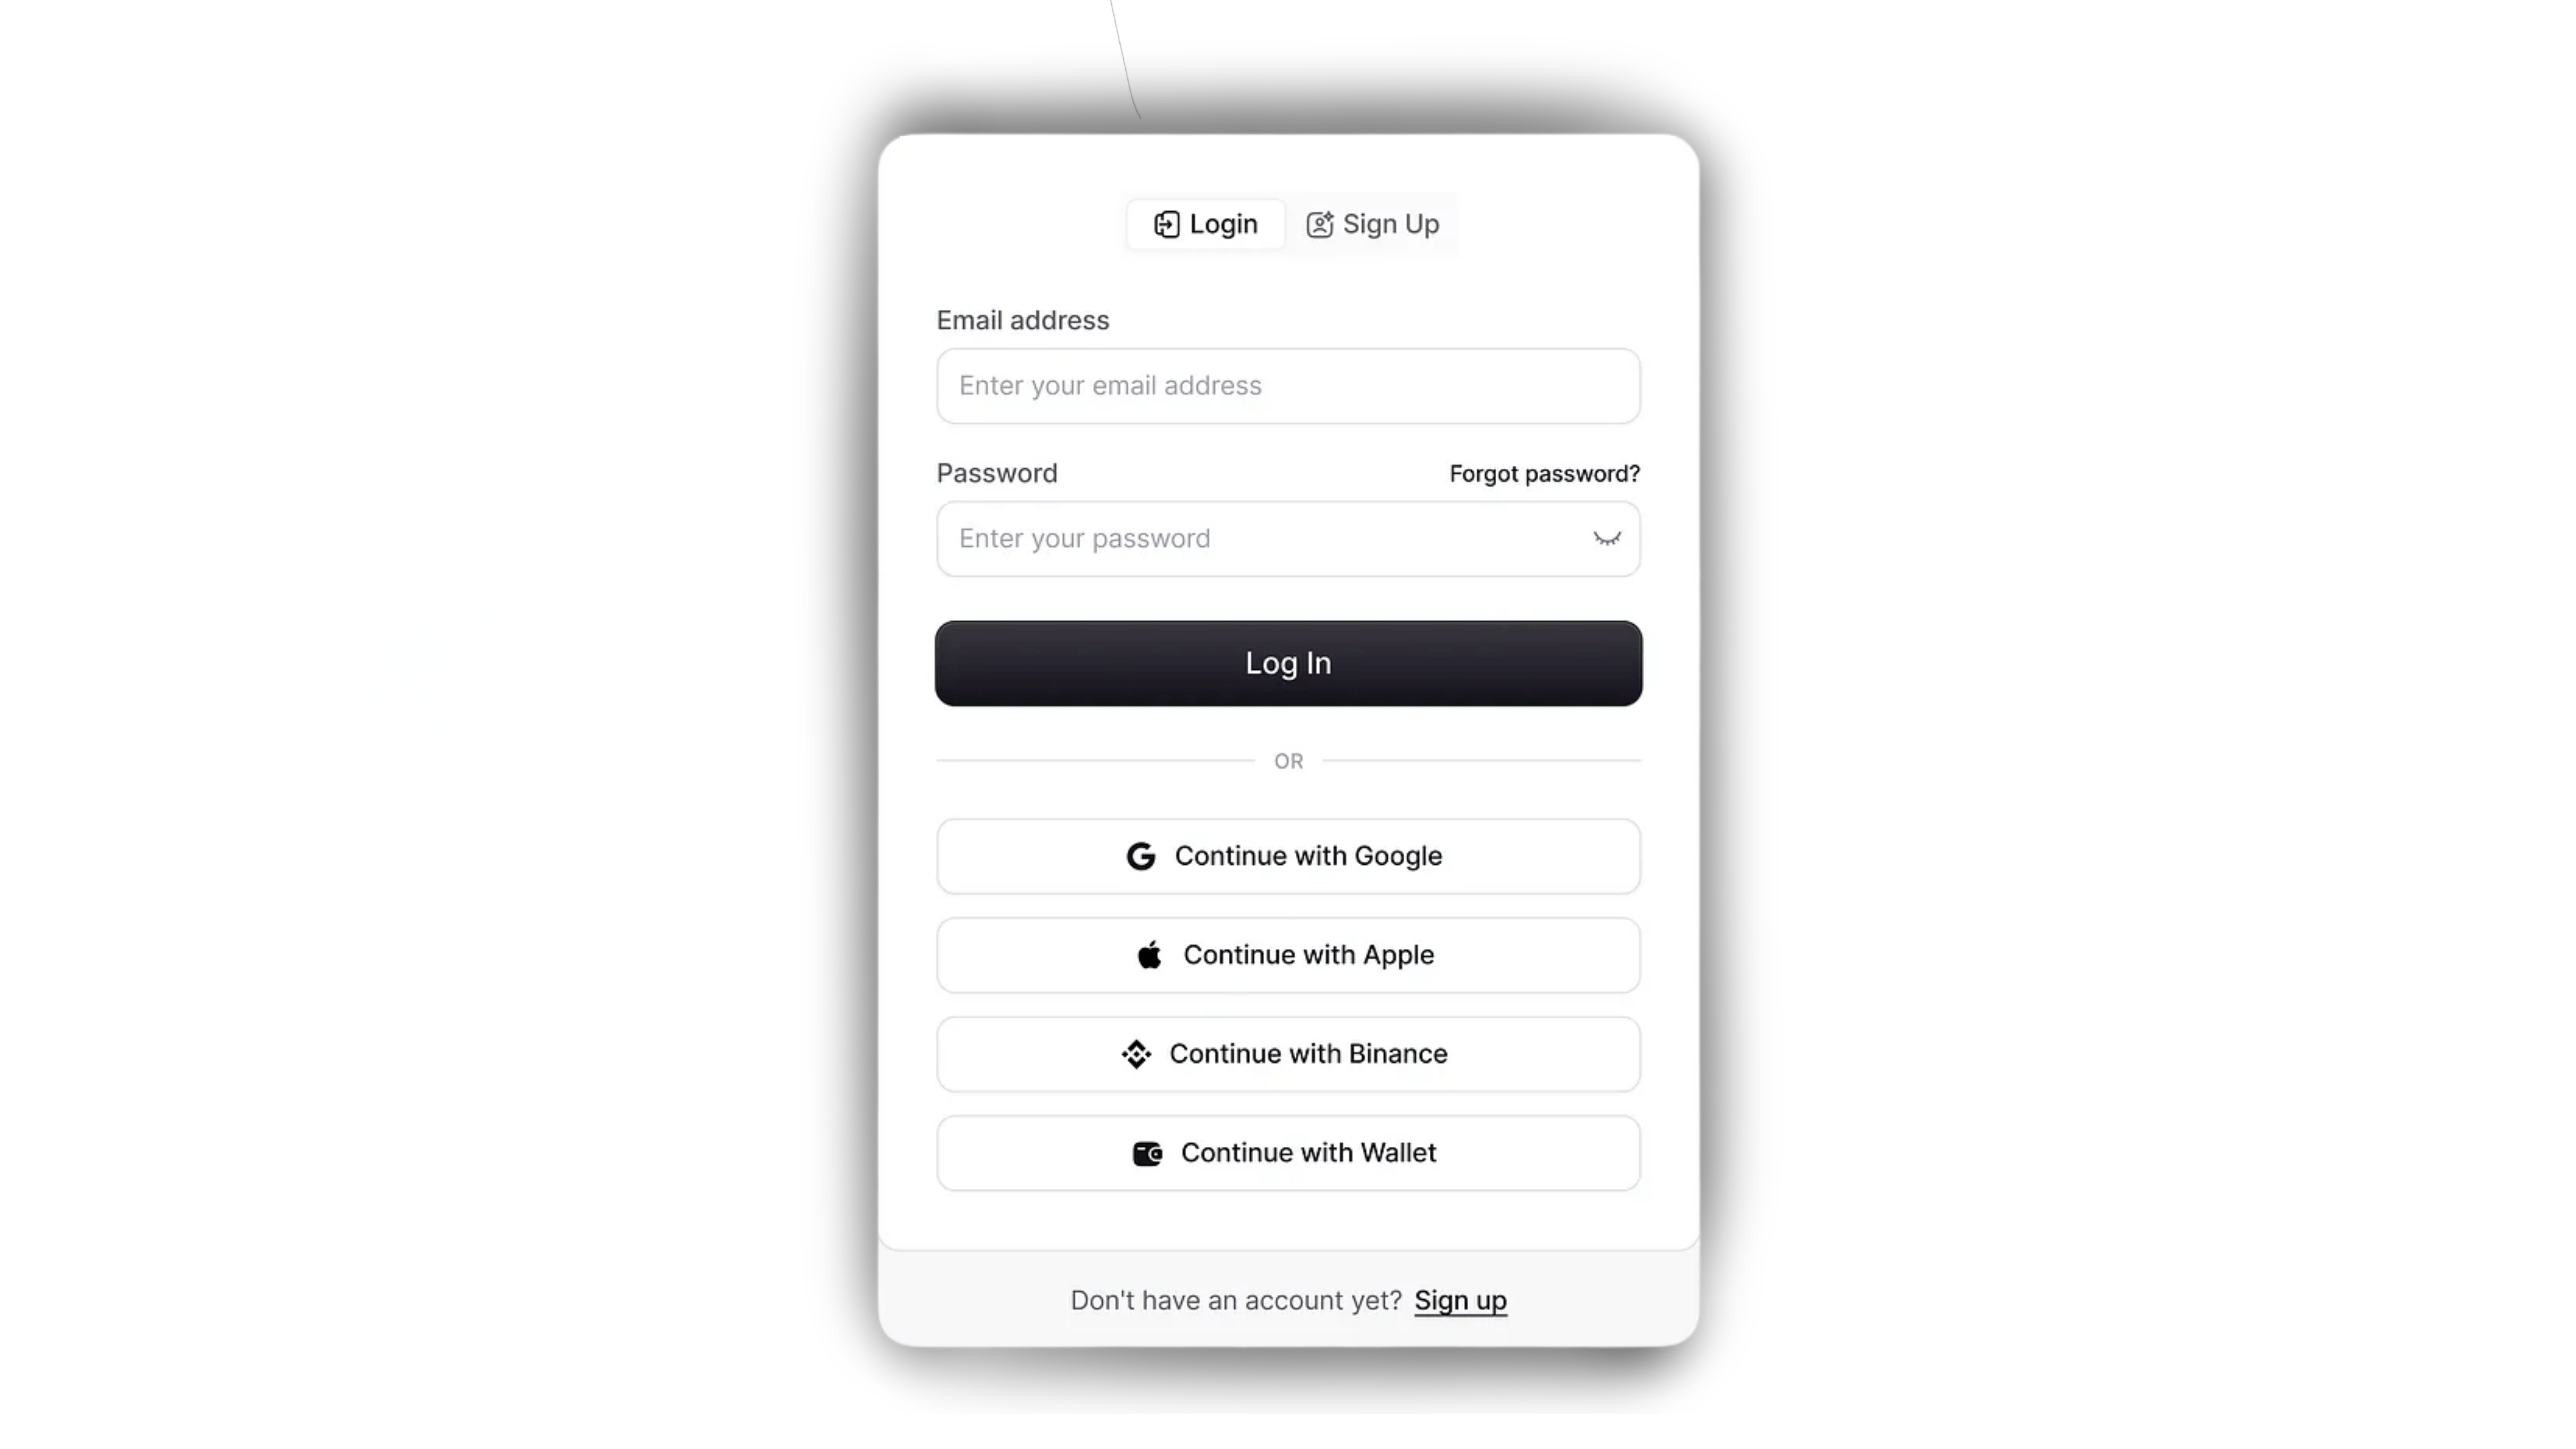 Login Sign Up
Email address
Enter your email address
Password Forgot password?
Enter your password
Log In
OR
Continue with Google
Continue with Apple
Continue with Binance
Continue with Wallet
Don't have an account yet? Sign up